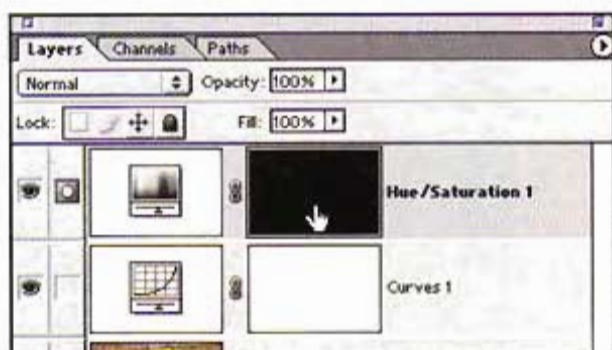 Layers Channels Paths
Normal Opacity: 100%
Lock: Fill: 100%
Hue/Saturation 1
Curves 1